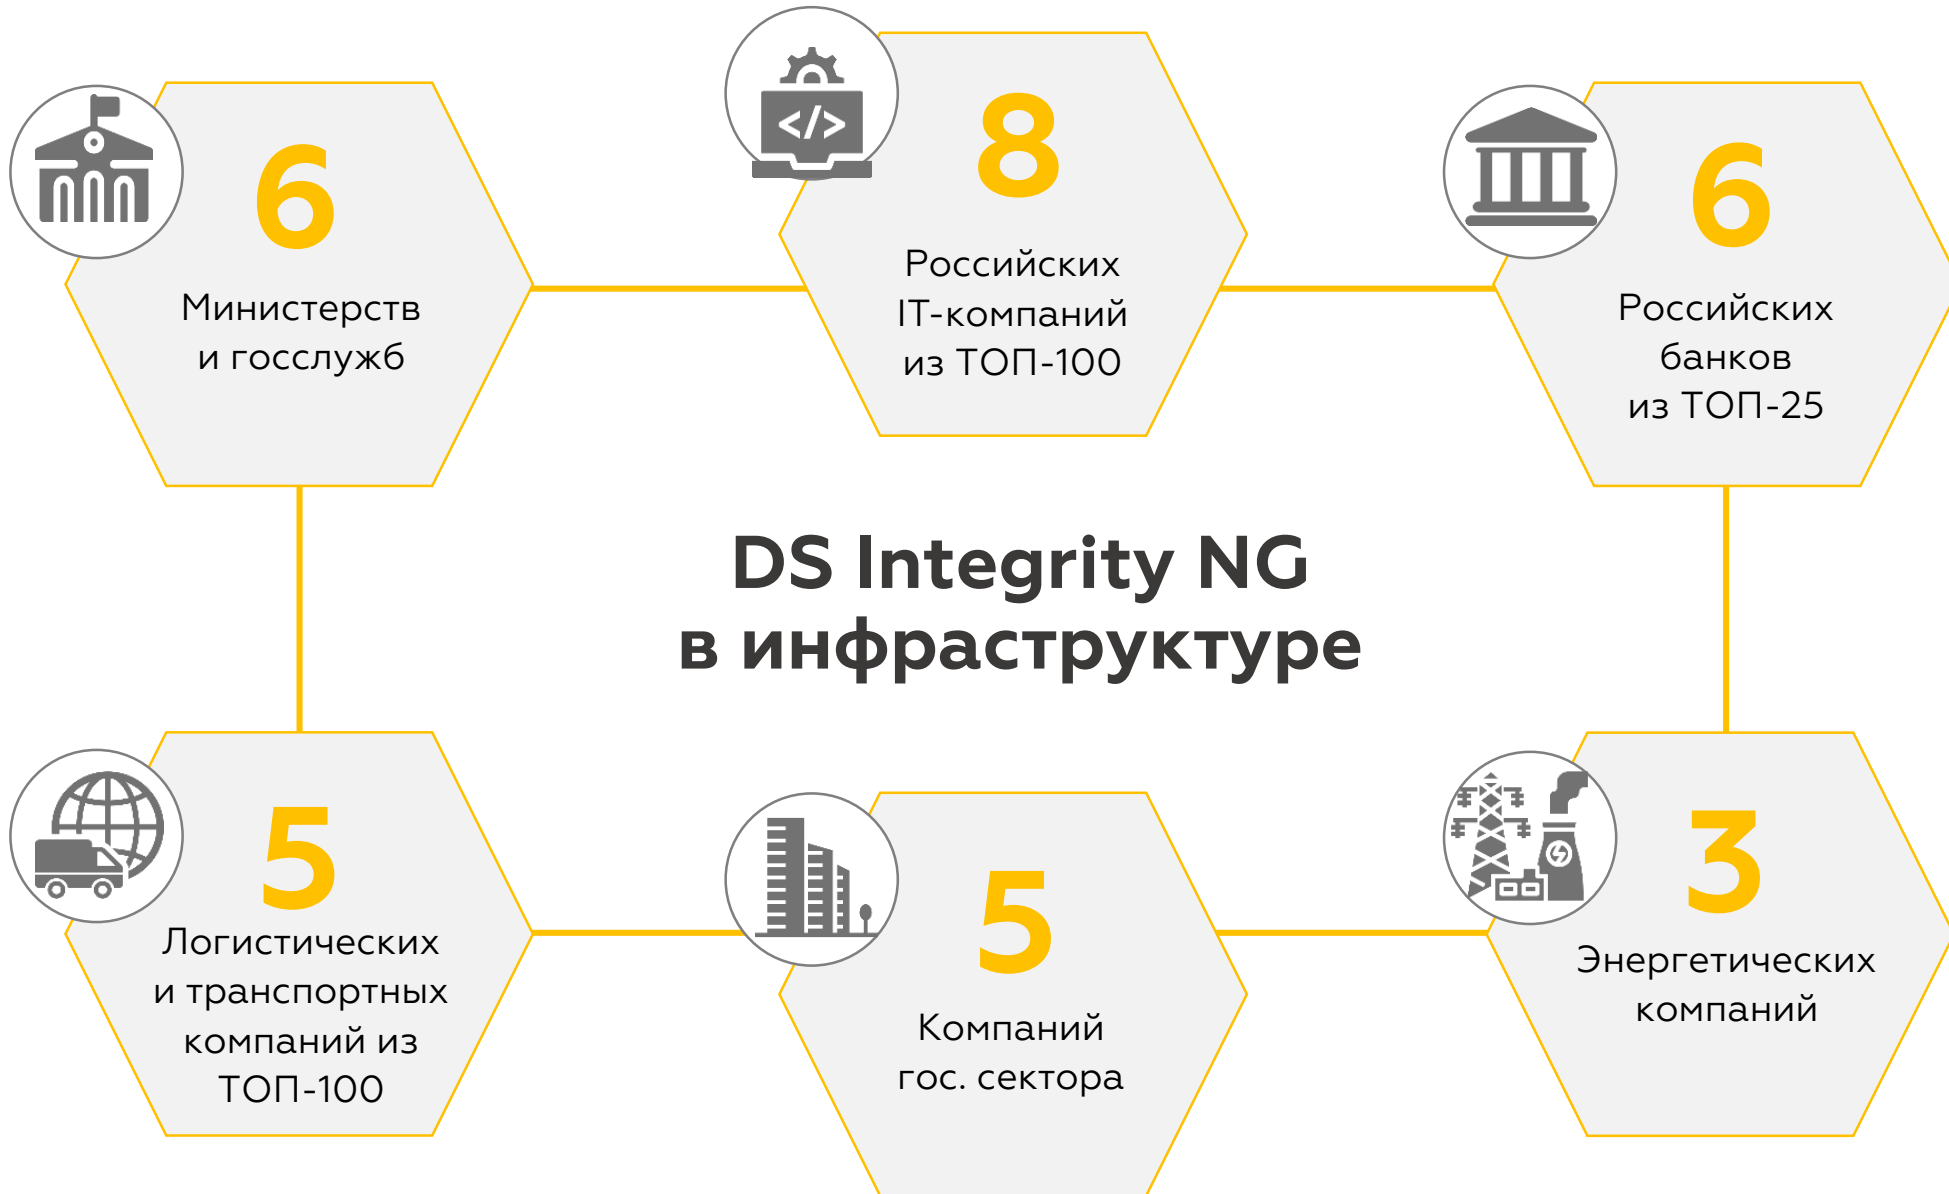 6
Министерств
и госслужб
8
Российских
IT-компаний
из ТОП-100
6
Российских
банков
из ТОП-25
DS Integrity NG
в инфраструктуре
5
Логистических
и транспортных
компаний из
ТОП-100
5
Компаний
гос. сектора
3
Энергетических
компаний